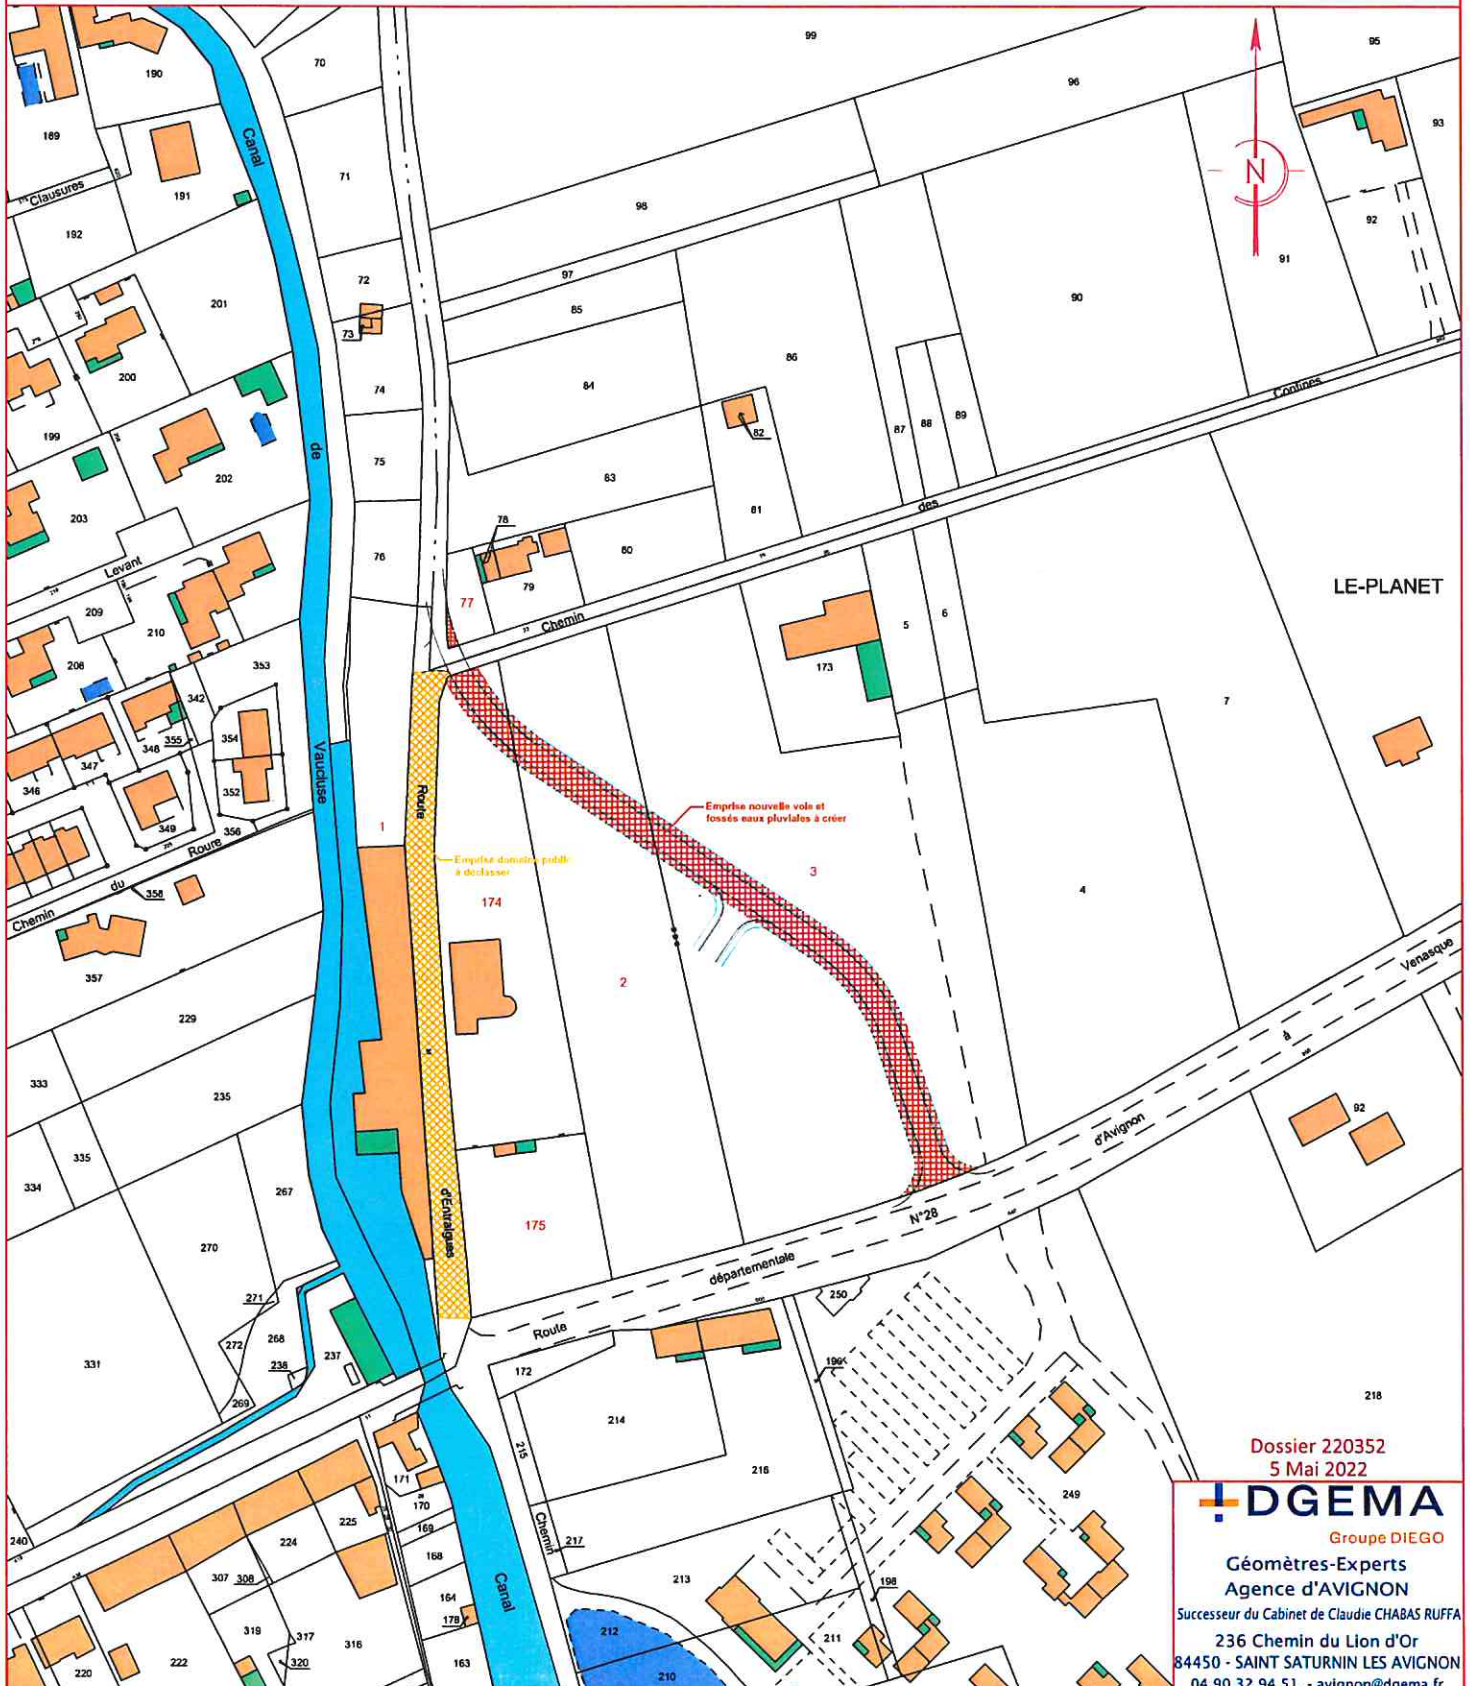 99
95
70
96
190
93
189
Canal
N
71
Clausures
191
98
92
192
91
72
97
201
90
85
73
86
84
200
74
Confines
89
88
87
82
199
de
75
83
202
des
81
203
78
76
80
Levant
79
LE-PLANET
77
209
Chemin
6
210
5
208
353
173
342
7
354
355
348
347
Vaucluse
346
352
Route
Emprise nouvelle voie et
fossés eaux pluviales à créer
349
356
1
Roure
Emprise domaine public
à déclasser
3
du
358
4
174
Chemin
Venasque
357
2
229
à
333
235
92
d'Avignon
335
334
267
d'Entraigues
175
N°28
270
départementale
271
250
Route
272
268
331
238
237
172
199
269
218
214
Dossier 220352
5 Mai 2022
215
216
171
249
DGEMA
170
225
Groupe DIEGO
169
Chemin
240
224
217
168
Géomètres-Experts
307
308
213
198
Agence d'AVIGNON
Canal
164
Successeur du Cabinet de Claudie CHABAS RUFFA
178
319
212
317
211
236 Chemin du Lion d'Or
316
320
163
84450 - SAINT SATURNIN LES AVIGNON
222
220
210
04 90 32 94 51 - avignon@dgema.fr